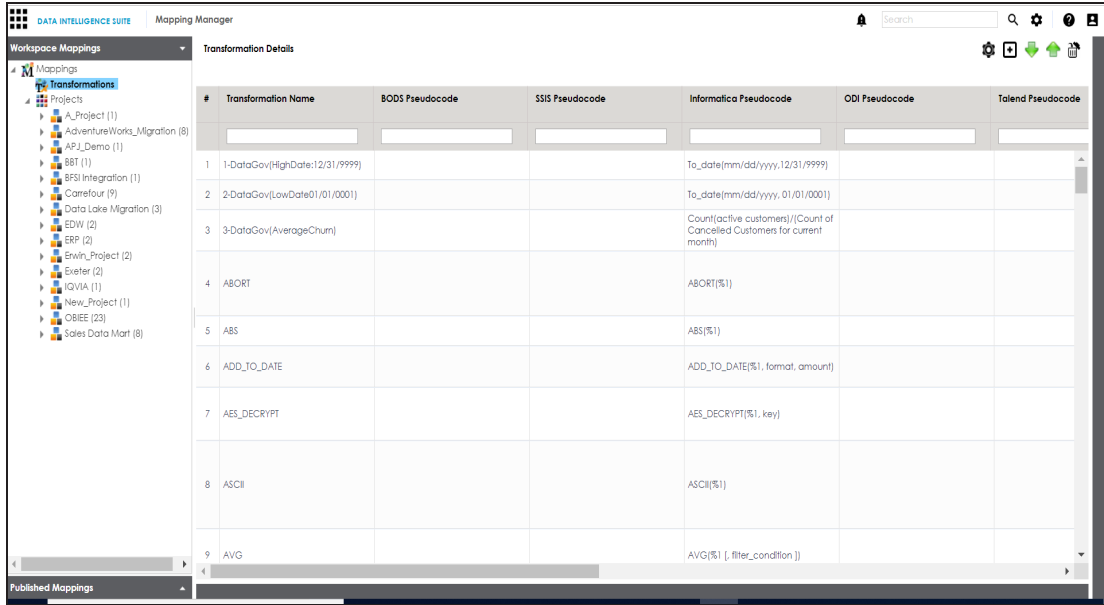 DATA INTELLIGENCE SUITE Mapping Manager Search
Workspace Mappings
Mappings
Transformations
Projects
A_Project (1)
AdventureWorks_Migration (8)
APJ_Demo (1)
BBT (1)
BFSI Integration (1)
Carrefour (9)
Data Lake Migration (3)
EDW (2)
ERP (2)
Erwin_Project (2)
Exeter (2)
IQVIA (1)
New_Project (1)
OBIEE (23)
Sales Data Mart (8)
Published Mappings
Transformation Details
# Transformation Name BODS Pseudocode SSIS Pseudocode Informatica Pseudocode ODI Pseudocode Talend Pseudocode
1 1-DataGov(HighDate:12/31/9999) To_date(mm/dd/yyyy,12/31/9999)
2 2-DataGov(LowDate01/01/0001) To_date(mm/dd/yyyy, 01/01/0001)
3 3-DataGov(AverageChurn) Count(active customers)/(Count of
Cancelled Customers for current
month)
4 ABORT ABORT(%1)
5 ABS ABS(%1)
6 ADD_TO_DATE ADD_TO_DATE(%1, format, amount)
7 AES_DECRYPT AES_DECRYPT(%1, key)
8 ASCII ASCII(%1)
9 AVG AVG(%1 [, filter_condition ])